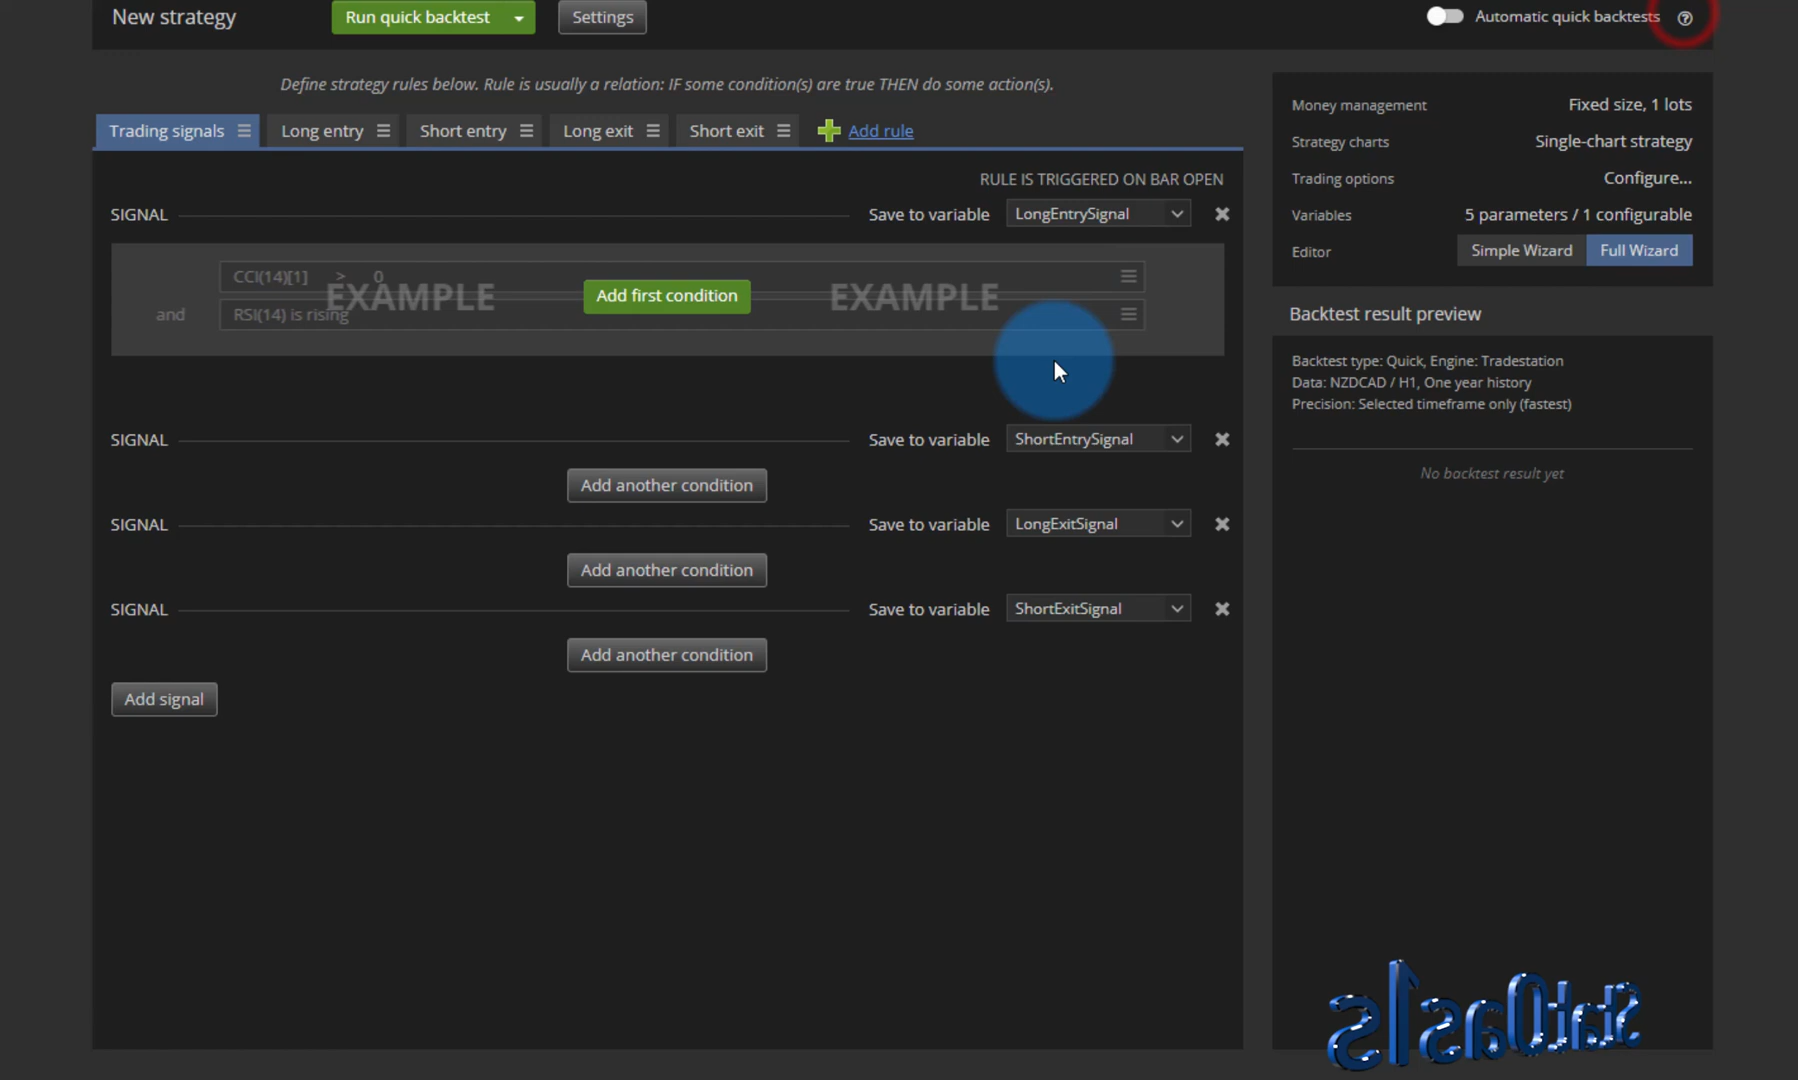 New strategy
Run quick backtest
Settings
Automatic quick backtests
Define strategy rules below. Rule is usually a relation: IF some condition(s) are true THEN do some action(s).
Trading signals
Long entry
Short entry
Long exit
Short exit
Add rule
RULE IS TRIGGERED ON BAR OPEN
SIGNAL
Save to variable
LongEntrySignal
CCI(14)[1] > 0
EXAMPLE
Add first condition
EXAMPLE
and
RSI(14) is rising
SIGNAL
Save to variable
ShortEntrySignal
Add another condition
SIGNAL
Save to variable
LongExitSignal
Add another condition
SIGNAL
Save to variable
ShortExitSignal
Add another condition
Add signal
Money management
Fixed size, 1 lots
Strategy charts
Single-chart strategy
Trading options
Configure...
Variables
5 parameters / 1 configurable
Editor
Simple Wizard
Full Wizard
Backtest result preview
Backtest type: Quick, Engine: Tradestation
Data: NZDCAD / H1, One year history
Precision: Selected timeframe only (fastest)
No backtest result yet